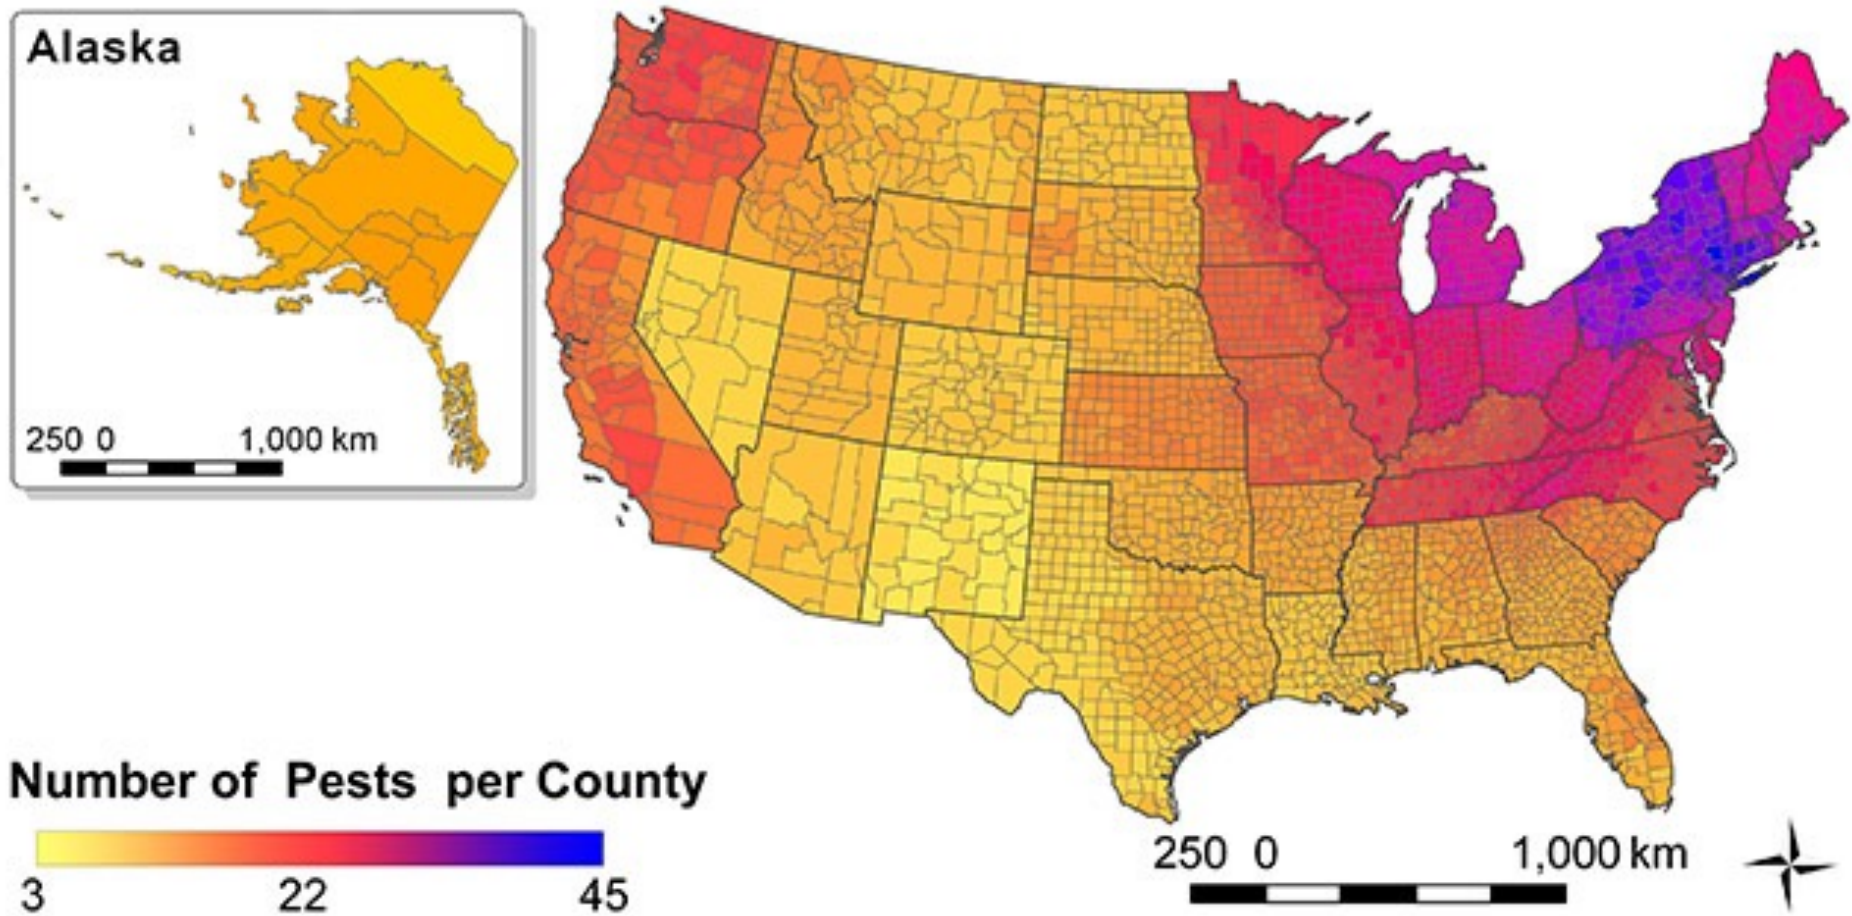 Alaska
250 0 1,000 km
Number of Pests per County
3 22 45
250 0 1,000 km